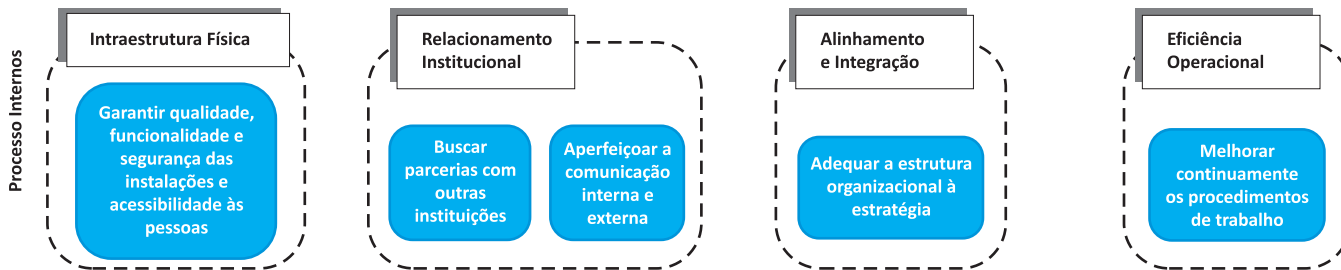 Processo Internos
Intraestrutura Física
Garantir qualidade,
funcionalidade e
segurança das
instalações e
acessibilidade às
pessoas
Relacionamento
Institucional
Buscar
parcerias com
outras
instituições
Aperfeiçoar a
comunicação
interna e
externa
Alinhamento
e Integração
Adequar a estrutura
organizacional à
estratégia
Eficiência
Operacional
Melhorar
continuamente
os procedimentos
de trabalho